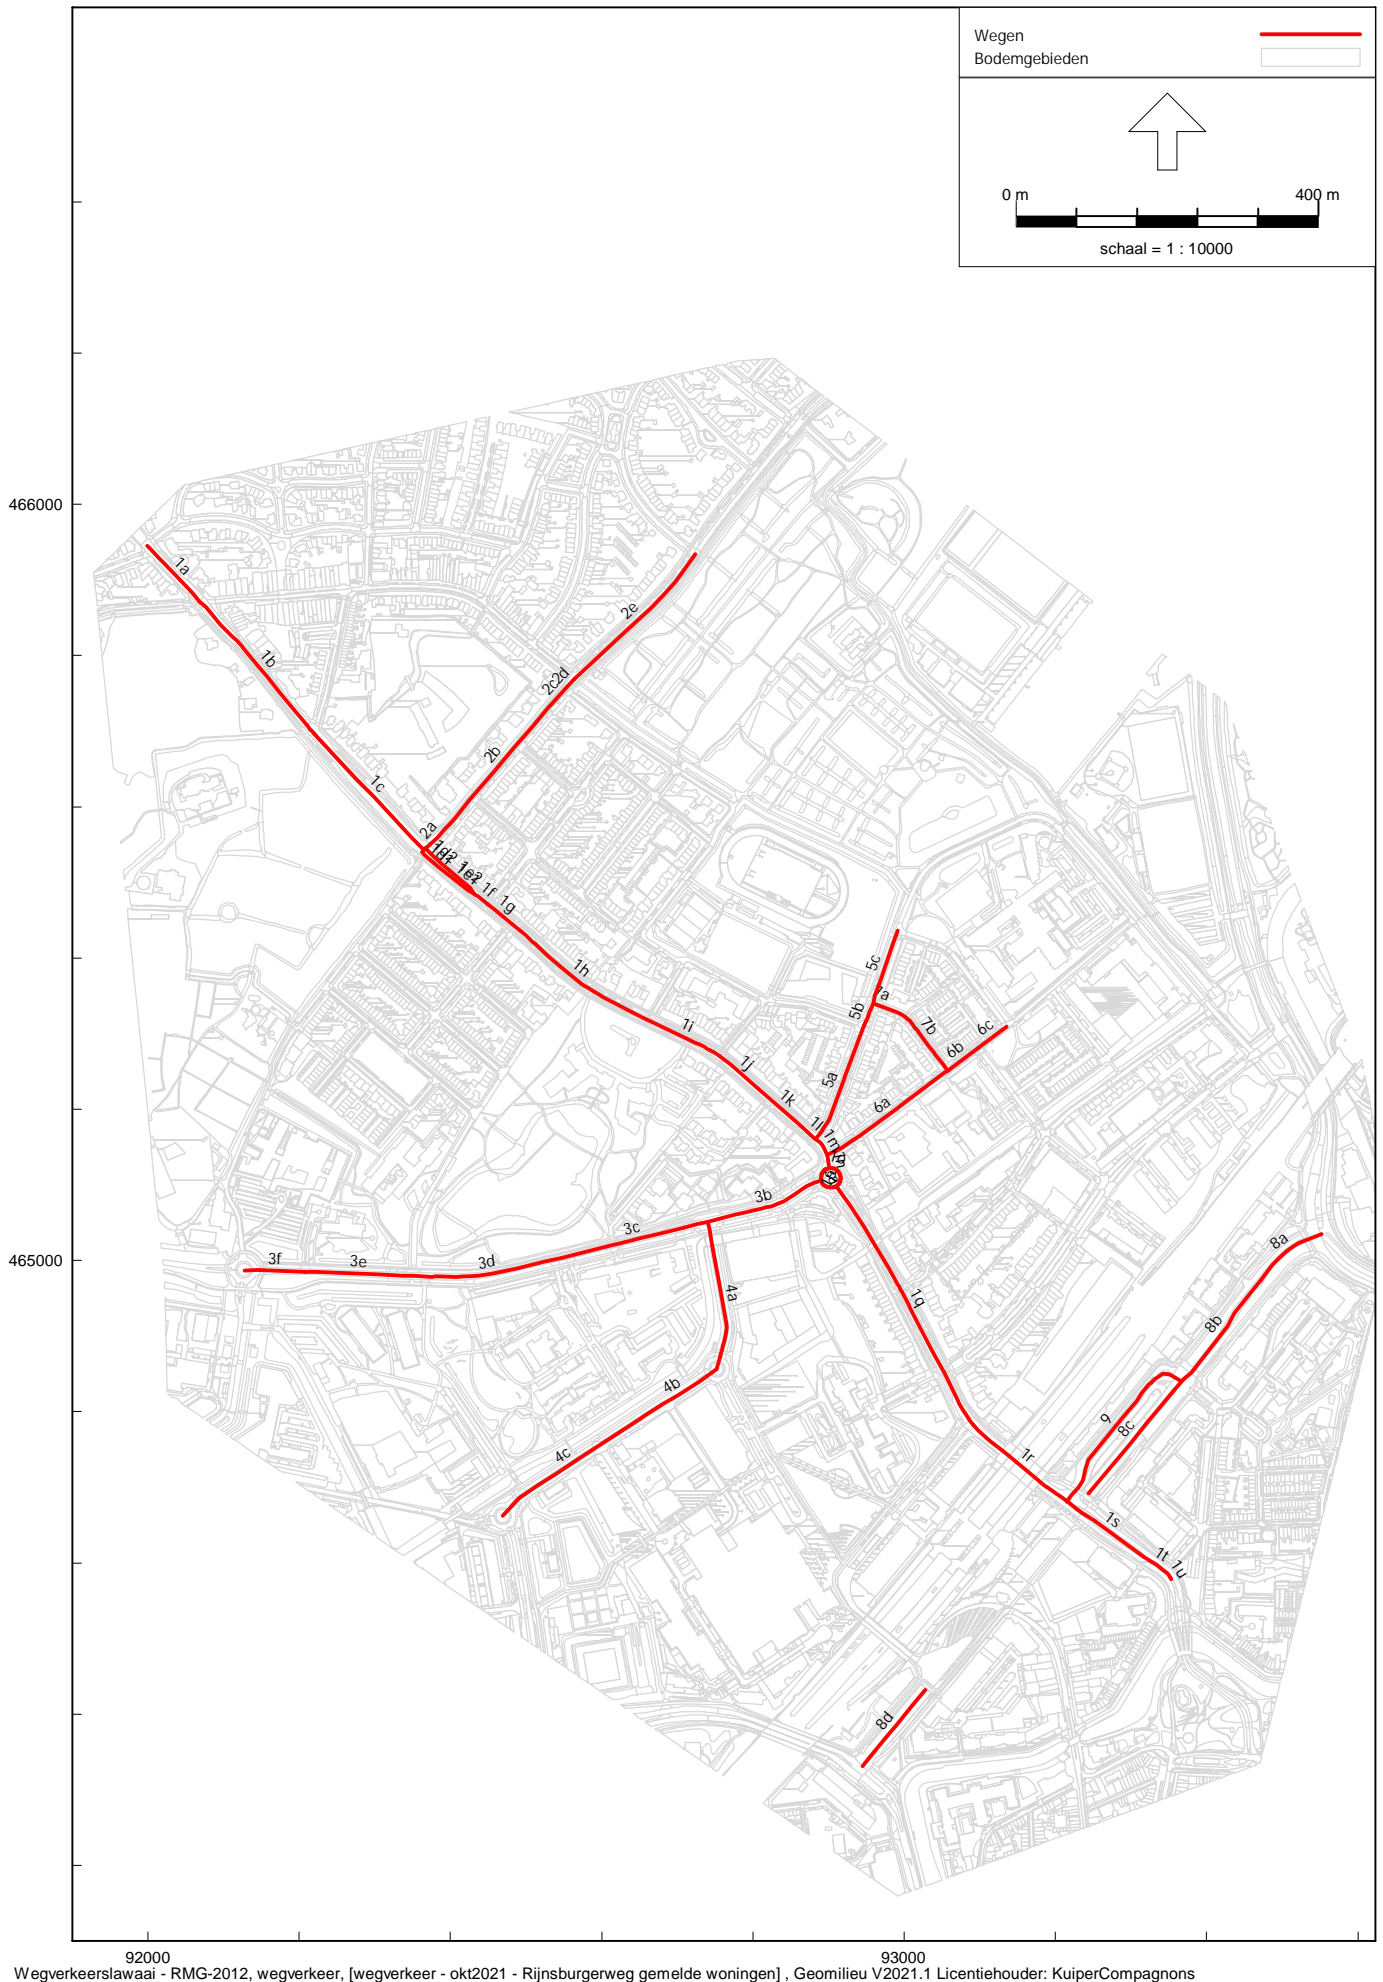 Wegen
Bodemgebieden
0 m 400 m
schaal = 1 : 10000
466000
1a
2e
1b
2c2d
2b
1c
2a
1f
1g
5c
1h
5b
7b
6c
1i
6b
1j
5a
1k
6a
1l
1m
3b
3c
465000
3f
3e
3d
8a
4a
1q
8b
4b
9
8c
4c
1r
1s
1t
1u
8d
92000 93000
Wegverkeerslawaai - RMG-2012, wegverkeer, [wegverkeer - okt2021 - Rijnsburgerweg gemelde woningen] , Geomilieu V2021.1 Licentiehouder: KuiperCompagnons